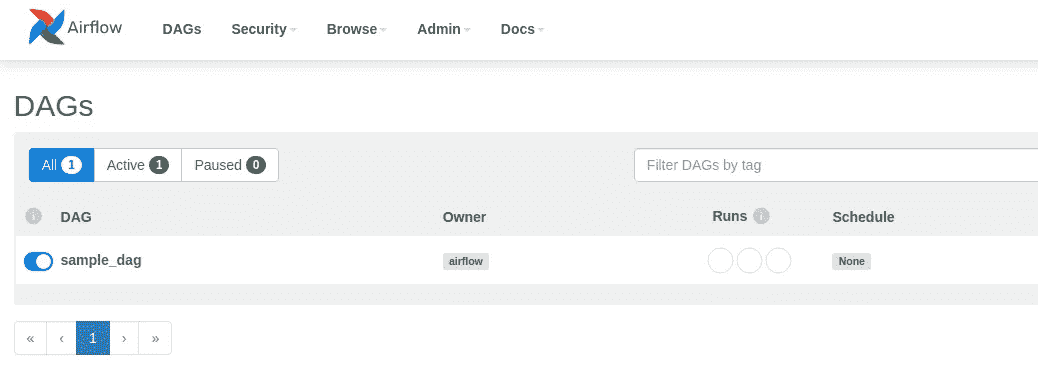 Airflow DAGs Security Browse Admin Docs
DAGs
All 1 Active 1 Paused 0 Filter DAGs by tag
i DAG Owner Runs i Schedule
sample_dag airflow None
« ‹ 1 › »